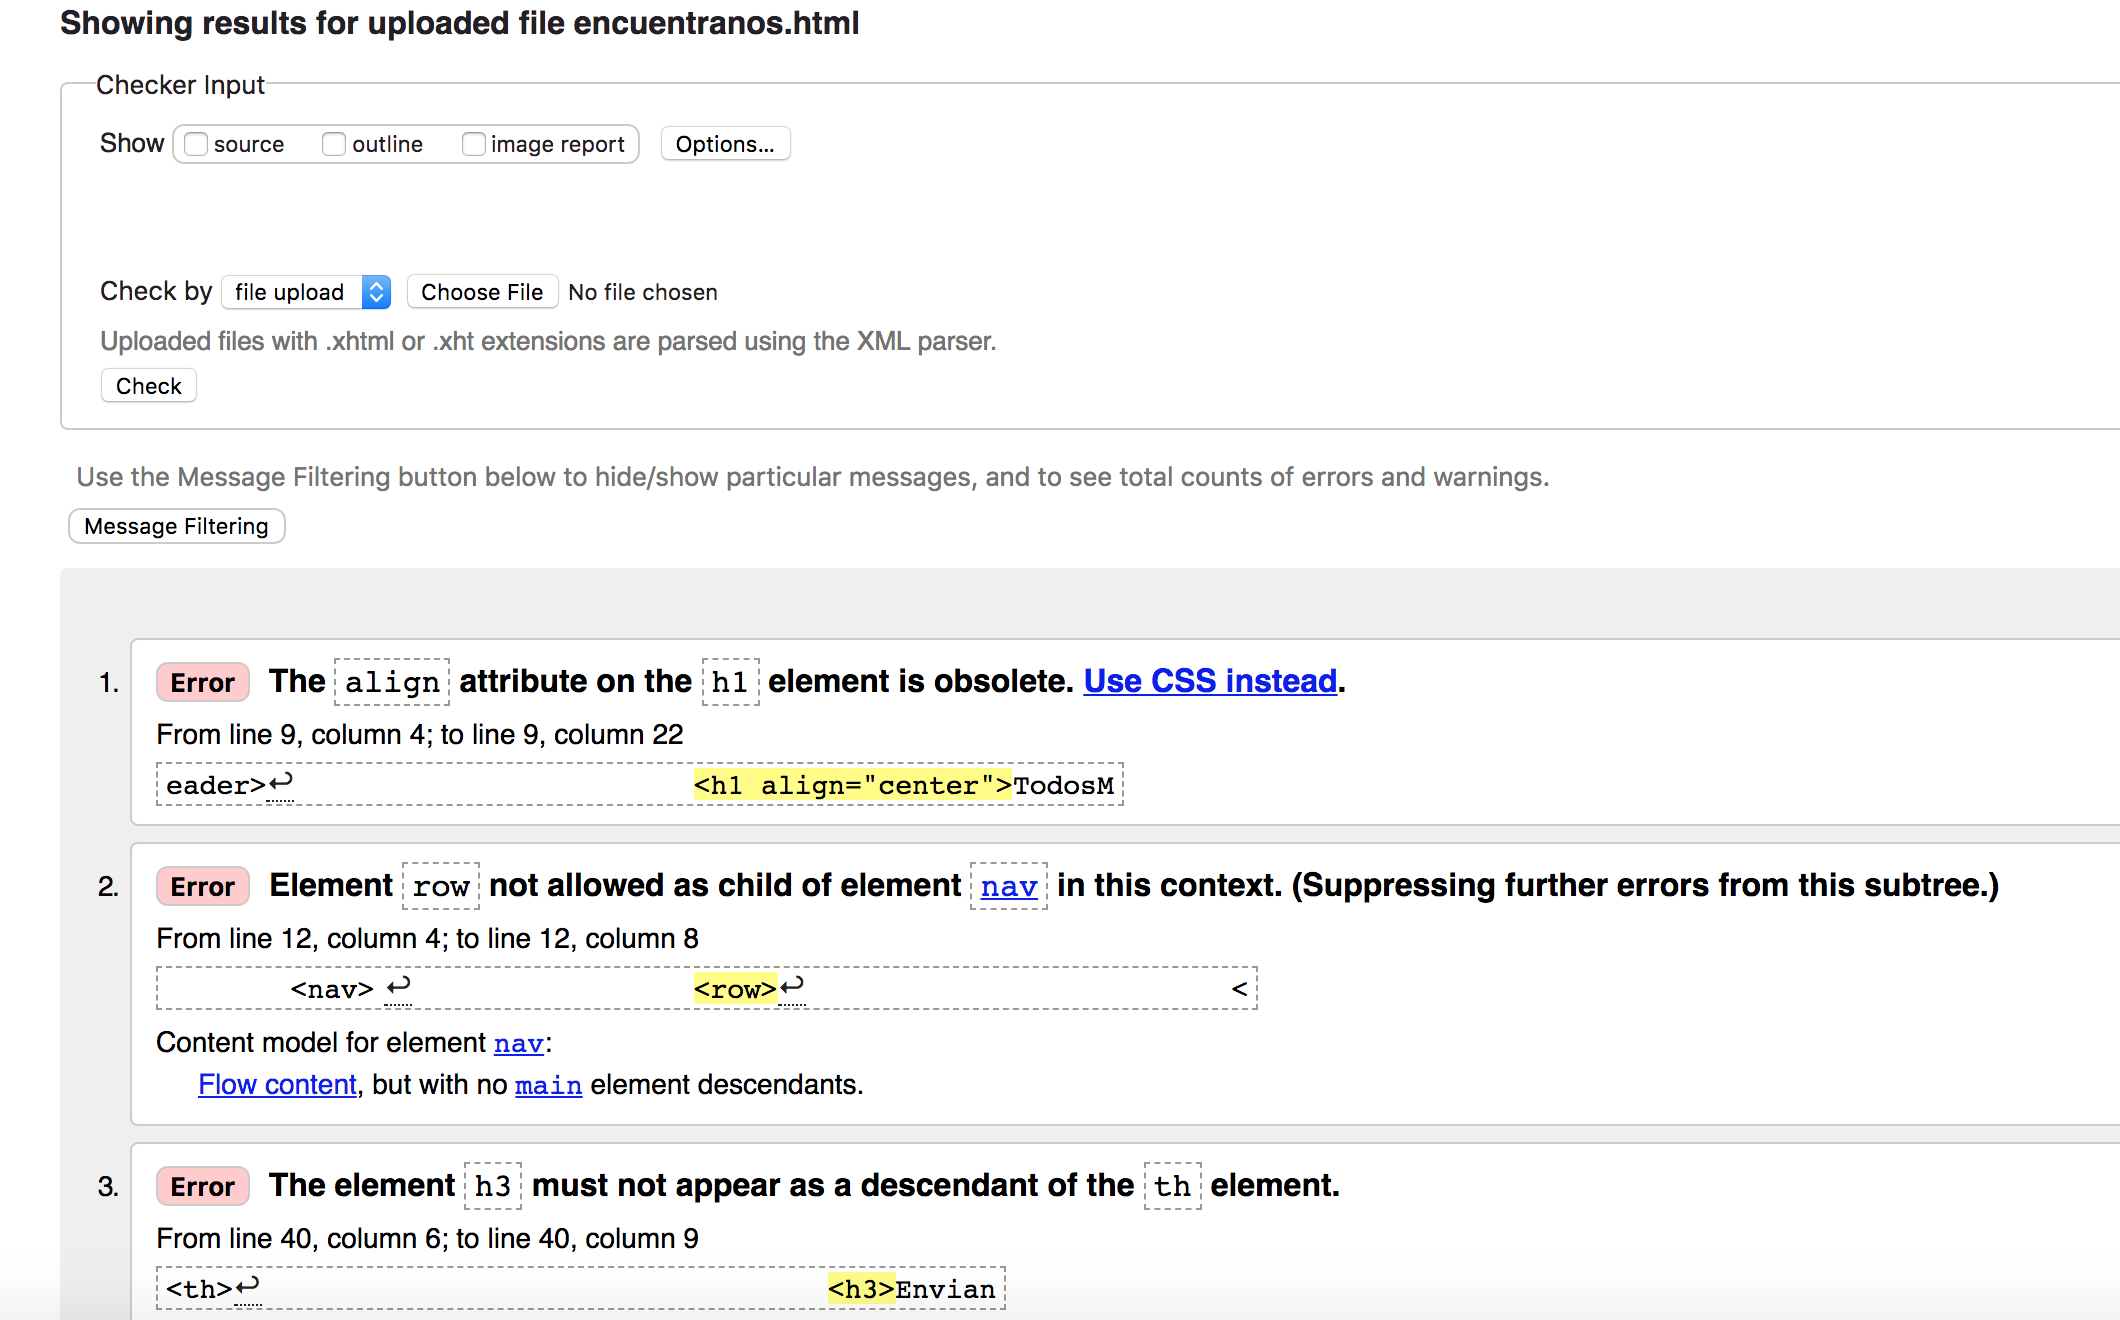 Showing results for uploaded file encuentranos.html
Checker Input
Show source outline image report Options...
Check by file upload Choose File No file chosen
Uploaded files with .xhtml or .xht extensions are parsed using the XML parser.
Check
Use the Message Filtering button below to hide/show particular messages, and to see total counts of errors and warnings.
Message Filtering
1. Error The align attribute on the h1 element is obsolete. Use CSS instead.
From line 9, column 4; to line 9, column 22
eader>↩ <h1 align="center">TodosM
2. Error Element row not allowed as child of element nav in this context. (Suppressing further errors from this subtree.)
From line 12, column 4; to line 12, column 8
<nav> ↩ <row>↩ <
Content model for element nav:
Flow content, but with no main element descendants.
3. Error The element h3 must not appear as a descendant of the th element.
From line 40, column 6; to line 40, column 9
<th>↩ <h3>Envian